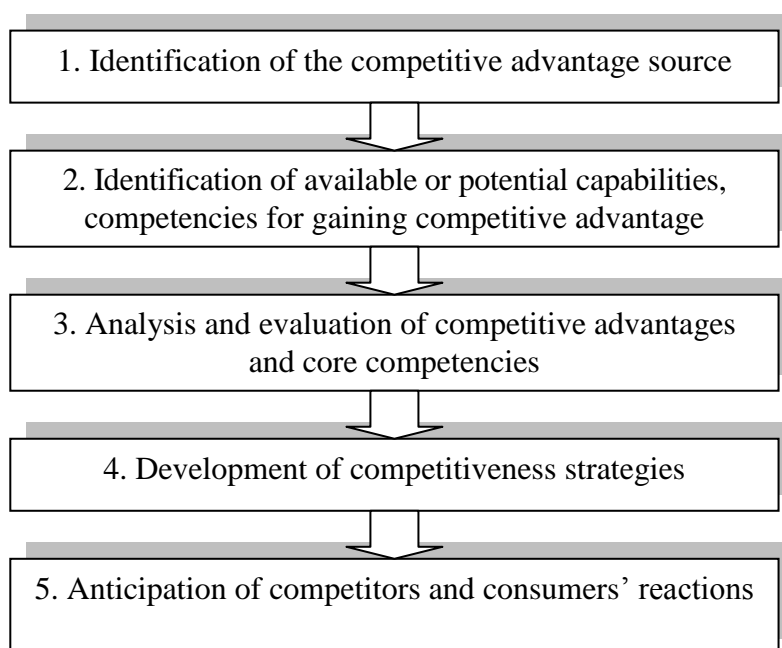 1. Identification of the competitive advantage source
2. Identification of available or potential capabilities,
competencies for gaining competitive advantage
3. Analysis and evaluation of competitive advantages
and core competencies
4. Development of competitiveness strategies
5. Anticipation of competitors and consumers’ reactions